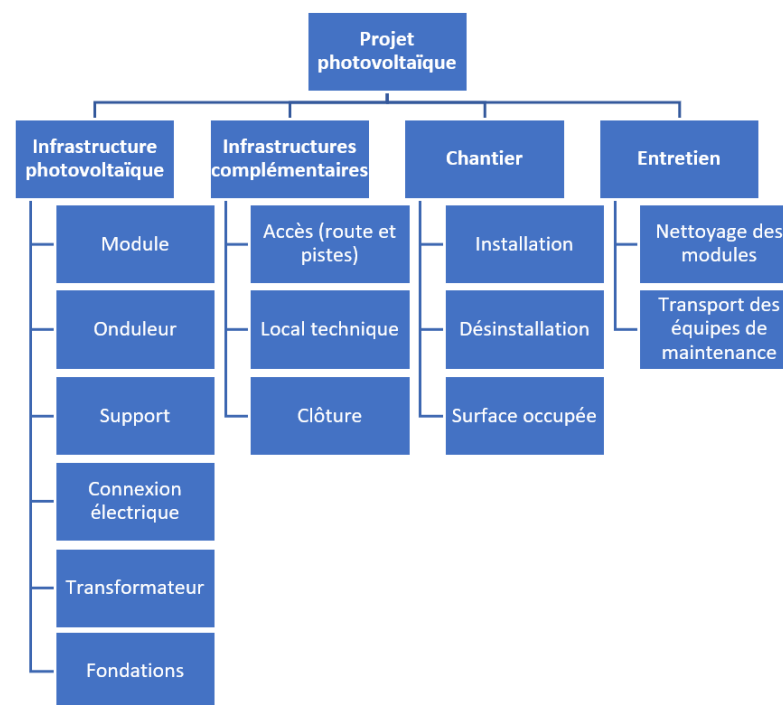 Projet
photovoltaïque
Infrastructure
photovoltaïque
Module
Onduleur
Support
Connexion
électrique
Transformateur
Fondations
Infrastructures
complémentaires
Accès (route et
pistes)
Local technique
Clôture
Chantier
Installation
Désinstallation
Surface occupée
Entretien
Nettoyage des
modules
Transport des
équipes de
maintenance